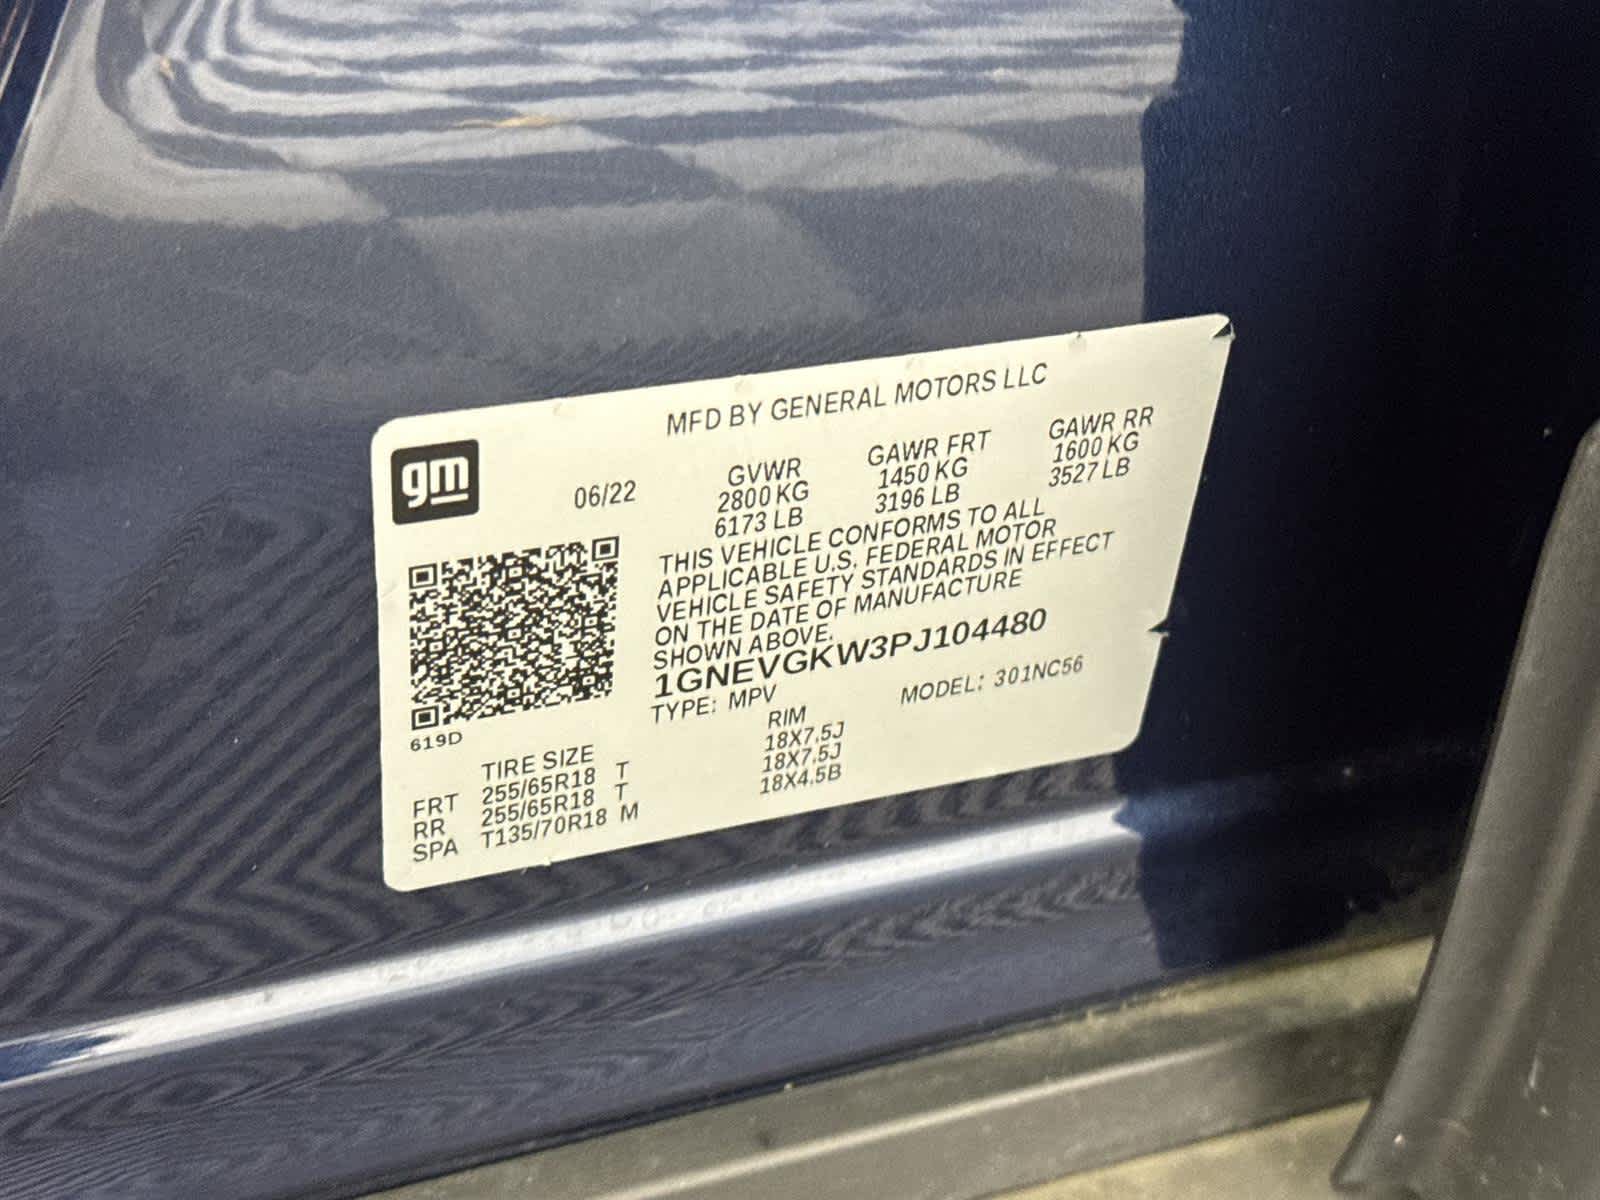 MFD BY GENERAL MOTORS LLC
gm
06/22
GVWR GAWR FRT GAWR RR
2800 KG 1450 KG 1600 KG
6173 LB 3196 LB 3527 LB
THIS VEHICLE CONFORMS TO ALL
APPLICABLE U.S. FEDERAL MOTOR
VEHICLE SAFETY STANDARDS IN EFFECT
ON THE DATE OF MANUFACTURE
SHOWN ABOVE.
1GNEVGKW3PJ104480
TYPE: MPV MODEL: 301NC56
619D
TIRE SIZE RIM
FRT 255/65R18 T 18X7.5J
RR 255/65R18 T 18X7.5J
SPA T135/70R18 M 18X4.5B